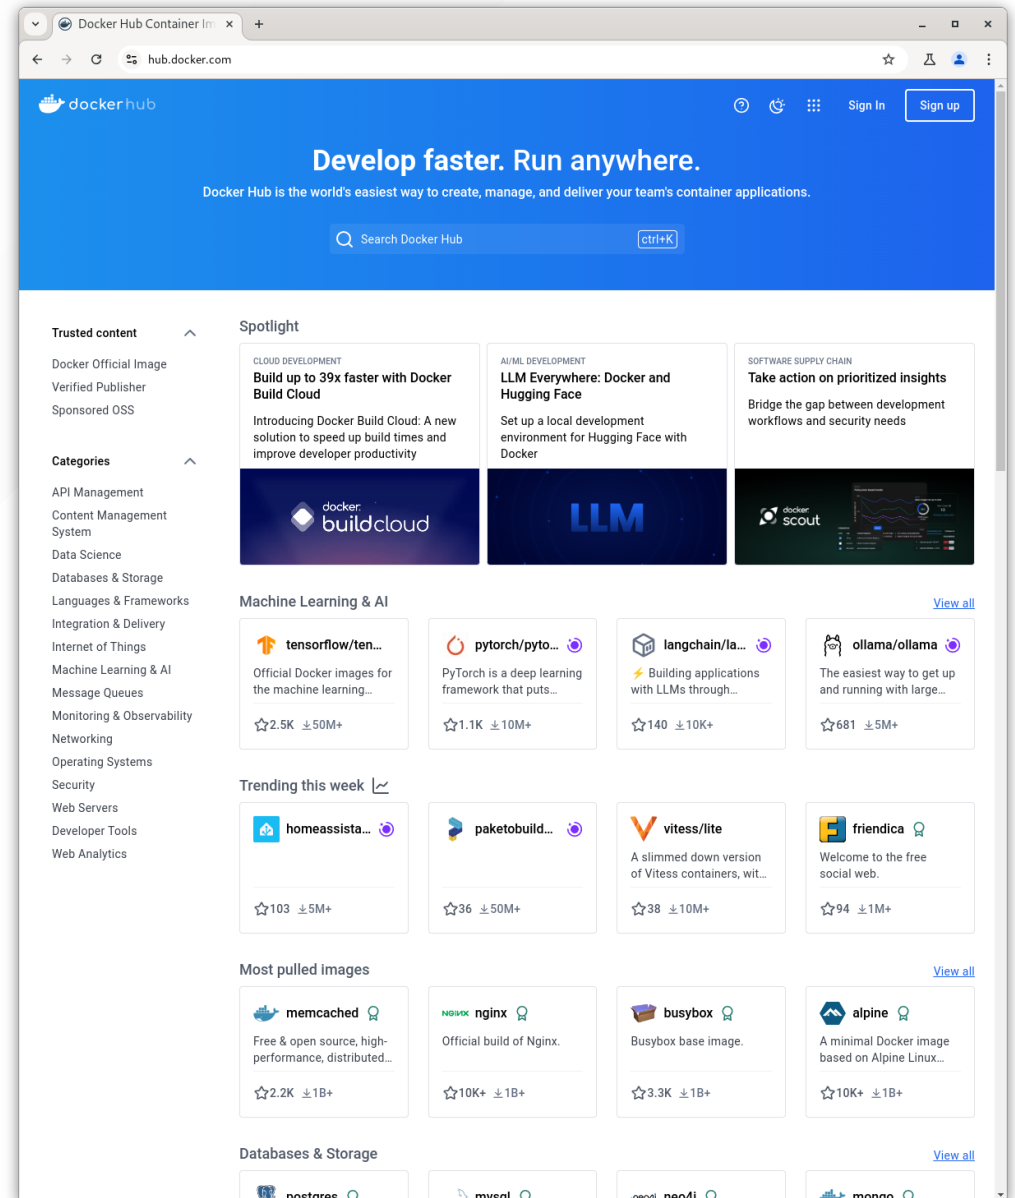 Docker Hub Container Im
hub.docker.com
dockerhub
Sign In
Sign up
Develop faster. Run anywhere.
Docker Hub is the world's easiest way to create, manage, and deliver your team's container applications.
Search Docker Hub
ctrl+K
Trusted content
Docker Official Image
Verified Publisher
Sponsored OSS
Categories
API Management
Content Management
System
Data Science
Databases & Storage
Languages & Frameworks
Integration & Delivery
Internet of Things
Machine Learning & AI
Message Queues
Monitoring & Observability
Networking
Operating Systems
Security
Web Servers
Developer Tools
Web Analytics
Spotlight
CLOUD DEVELOPMENT
Build up to 39x faster with Docker
Build Cloud
Introducing Docker Build Cloud: A new
solution to speed up build times and
improve developer productivity
docker.
buildcloud
AI/ML DEVELOPMENT
LLM Everywhere: Docker and
Hugging Face
Set up a local development
environment for Hugging Face with
Docker
LLM
SOFTWARE SUPPLY CHAIN
Take action on prioritized insights
Bridge the gap between development
workflows and security needs
docker
scout
Machine Learning & AI
View all
tensorflow/ten...
Official Docker images for
the machine learning...
2.5K 50M+
pytorch/pyto...
PyTorch is a deep learning
framework that puts...
1.1K 10M+
langchain/la...
⚡ Building applications
with LLMs through...
140 10K+
ollama/ollama
The easiest way to get up
and running with large...
681 5M+
Trending this week
homeassista...
103 5M+
paketobuild...
36 50M+
vitess/lite
A slimmed down version
of Vitess containers, wit...
38 10M+
friendica
Welcome to the free
social web.
94 1M+
Most pulled images
View all
memcached
Free & open source, high-
performance, distributed...
2.2K 1B+
NGINX nginx
Official build of Nginx.
10K+ 1B+
busybox
Busybox base image.
3.3K 1B+
alpine
A minimal Docker image
based on Alpine Linux...
10K+ 1B+
Databases & Storage
View all
postgres
mysql
neo4j neo4j
mongo